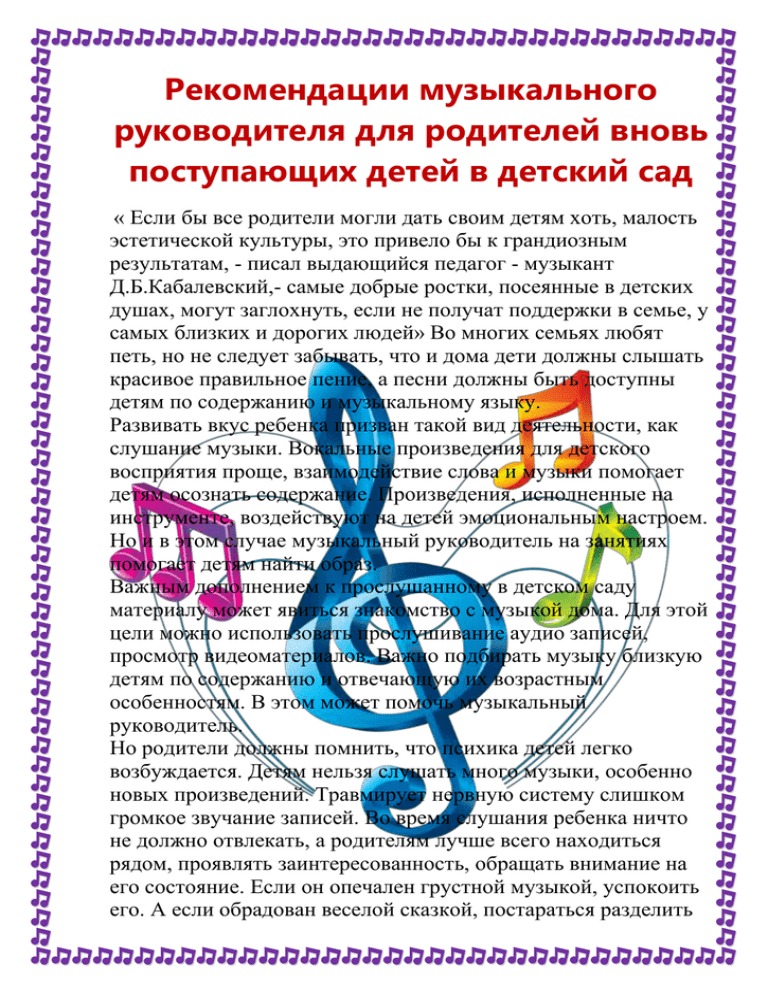 Рекомендации музыкального
руководителя для родителей вновь
поступающих детей в детский сад
« Если бы все родители могли дать своим детям хоть, малость
эстетической культуры, это привело бы к грандиозным
результатам, - писал выдающийся педагог - музыкант
Д.Б.Кабалевский,- самые добрые ростки, посеянные в детских
душах, могут заглохнуть, если не получат поддержки в семье, у
самых близких и дорогих людей» Во многих семьях любят
петь, но не следует забывать, что и дома дети должны слышать
красивое правильное пение, а песни должны быть доступны
детям по содержанию и музыкальному языку.
Развивать вкус ребенка призван такой вид деятельности, как
слушание музыки. Вокальные произведения для детского
восприятия проще, взаимодействие слова и музыки помогает
детям осознать содержание. Произведения, исполненные на
инструменте, воздействуют на детей эмоциональным настроем.
Но и в этом случае музыкальный руководитель на занятиях
помогает детям найти образ.
Важным дополнением к прослушанному в детском саду
материалу может явиться знакомство с музыкой дома. Для этой
цели можно использовать прослушивание аудио записей,
просмотр видеоматериалов. Важно подбирать музыку близкую
детям по содержанию и отвечающую их возрастным
особенностям. В этом может помочь музыкальный
руководитель.
Но родители должны помнить, что психика детей легко
возбуждается. Детям нельзя слушать много музыки, особенно
новых произведений. Травмирует нервную систему слишком
громкое звучание записей. Во время слушания ребенка ничто
не должно отвлекать, а родителям лучше всего находиться
рядом, проявлять заинтересованность, обращать внимание на
его состояние. Если он опечален грустной музыкой, успокоить
его. А если обрадован веселой сказкой, постараться разделить